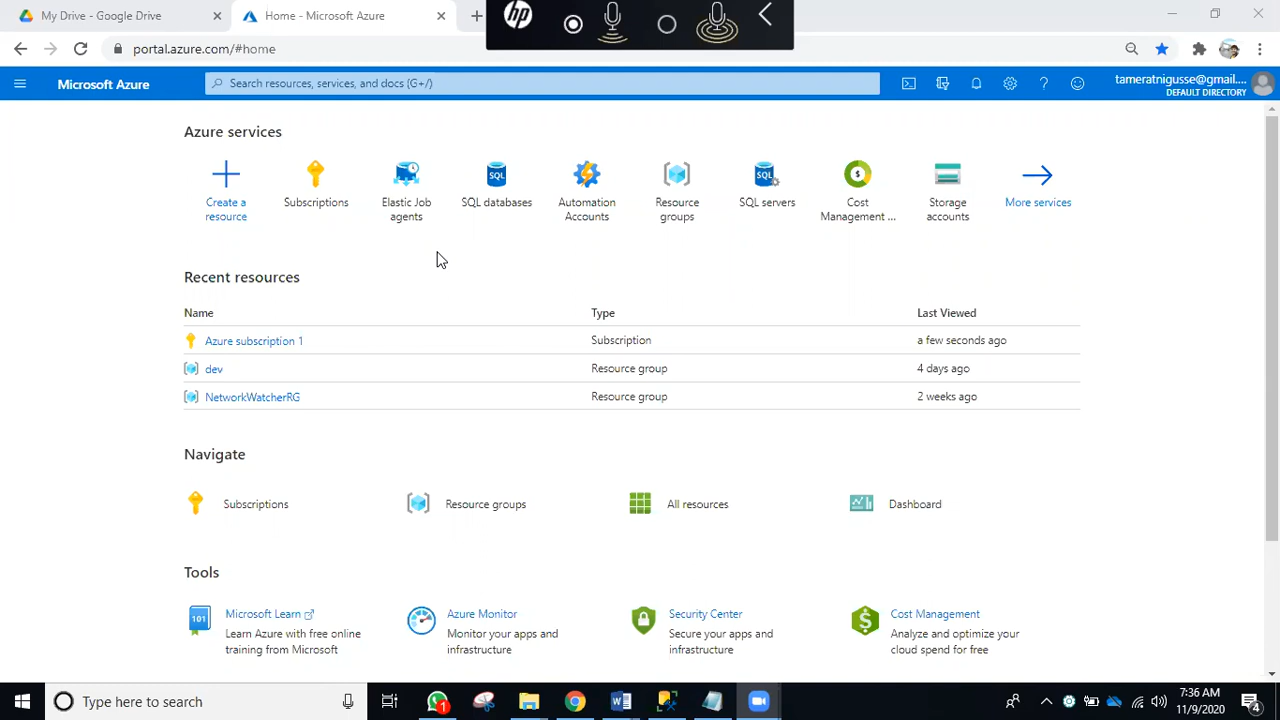 My Drive - Google Drive
Home - Microsoft Azure
hp
portal.azure.com/#home
Microsoft Azure
Search resources, services, and docs (G+/)
tameratnigusse@gmail....
DEFAULT DIRECTORY
Azure services
Create a resource
Subscriptions
Elastic Job agents
SQL databases
Automation Accounts
Resource groups
SQL servers
Cost Management ...
Storage accounts
More services
Recent resources
Name Type Last Viewed
Azure subscription 1 Subscription a few seconds ago
dev Resource group 4 days ago
NetworkWatcherRG Resource group 2 weeks ago
Navigate
Subscriptions Resource groups All resources Dashboard
Tools
101
Microsoft Learn
Learn Azure with free online
training from Microsoft
Azure Monitor
Monitor your apps and
infrastructure
Security Center
Secure your apps and
infrastructure
Cost Management
Analyze and optimize your
cloud spend for free
Type here to search
1
7:36 AM
11/9/2020
4